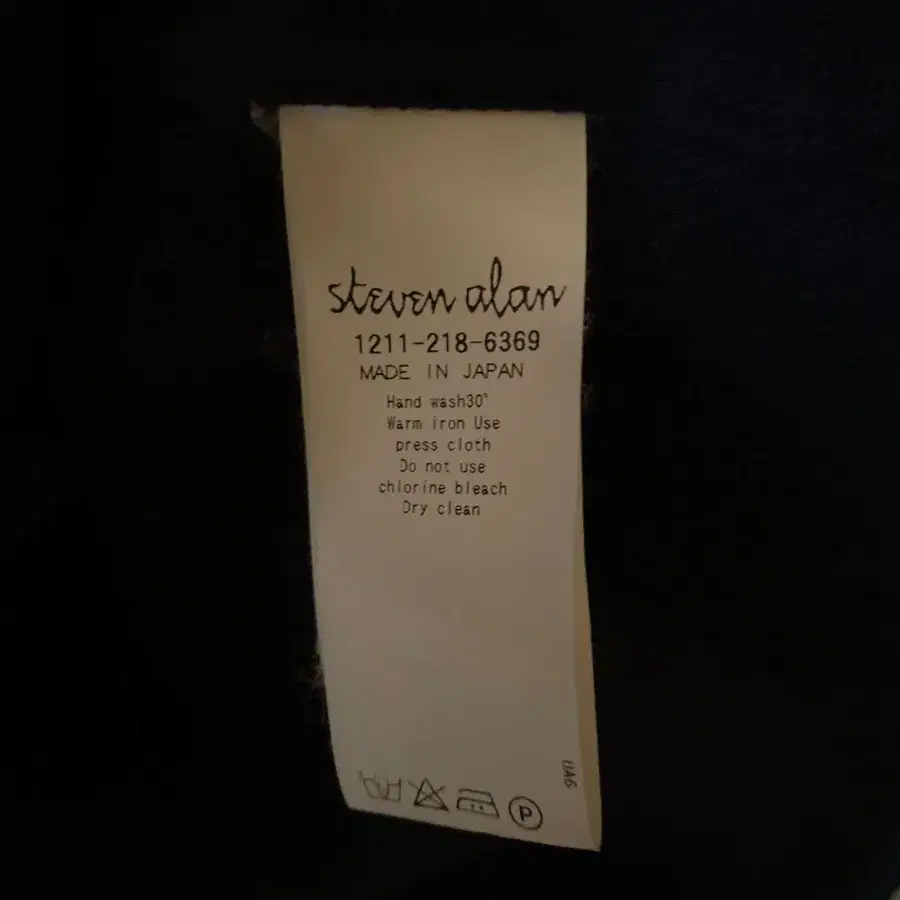 steven alan
1211-218-6369
MADE IN JAPAN
Hand wash30°
Warm iron Use
press cloth
Do not use
chlorine bleach
Dry clean
UA6
P